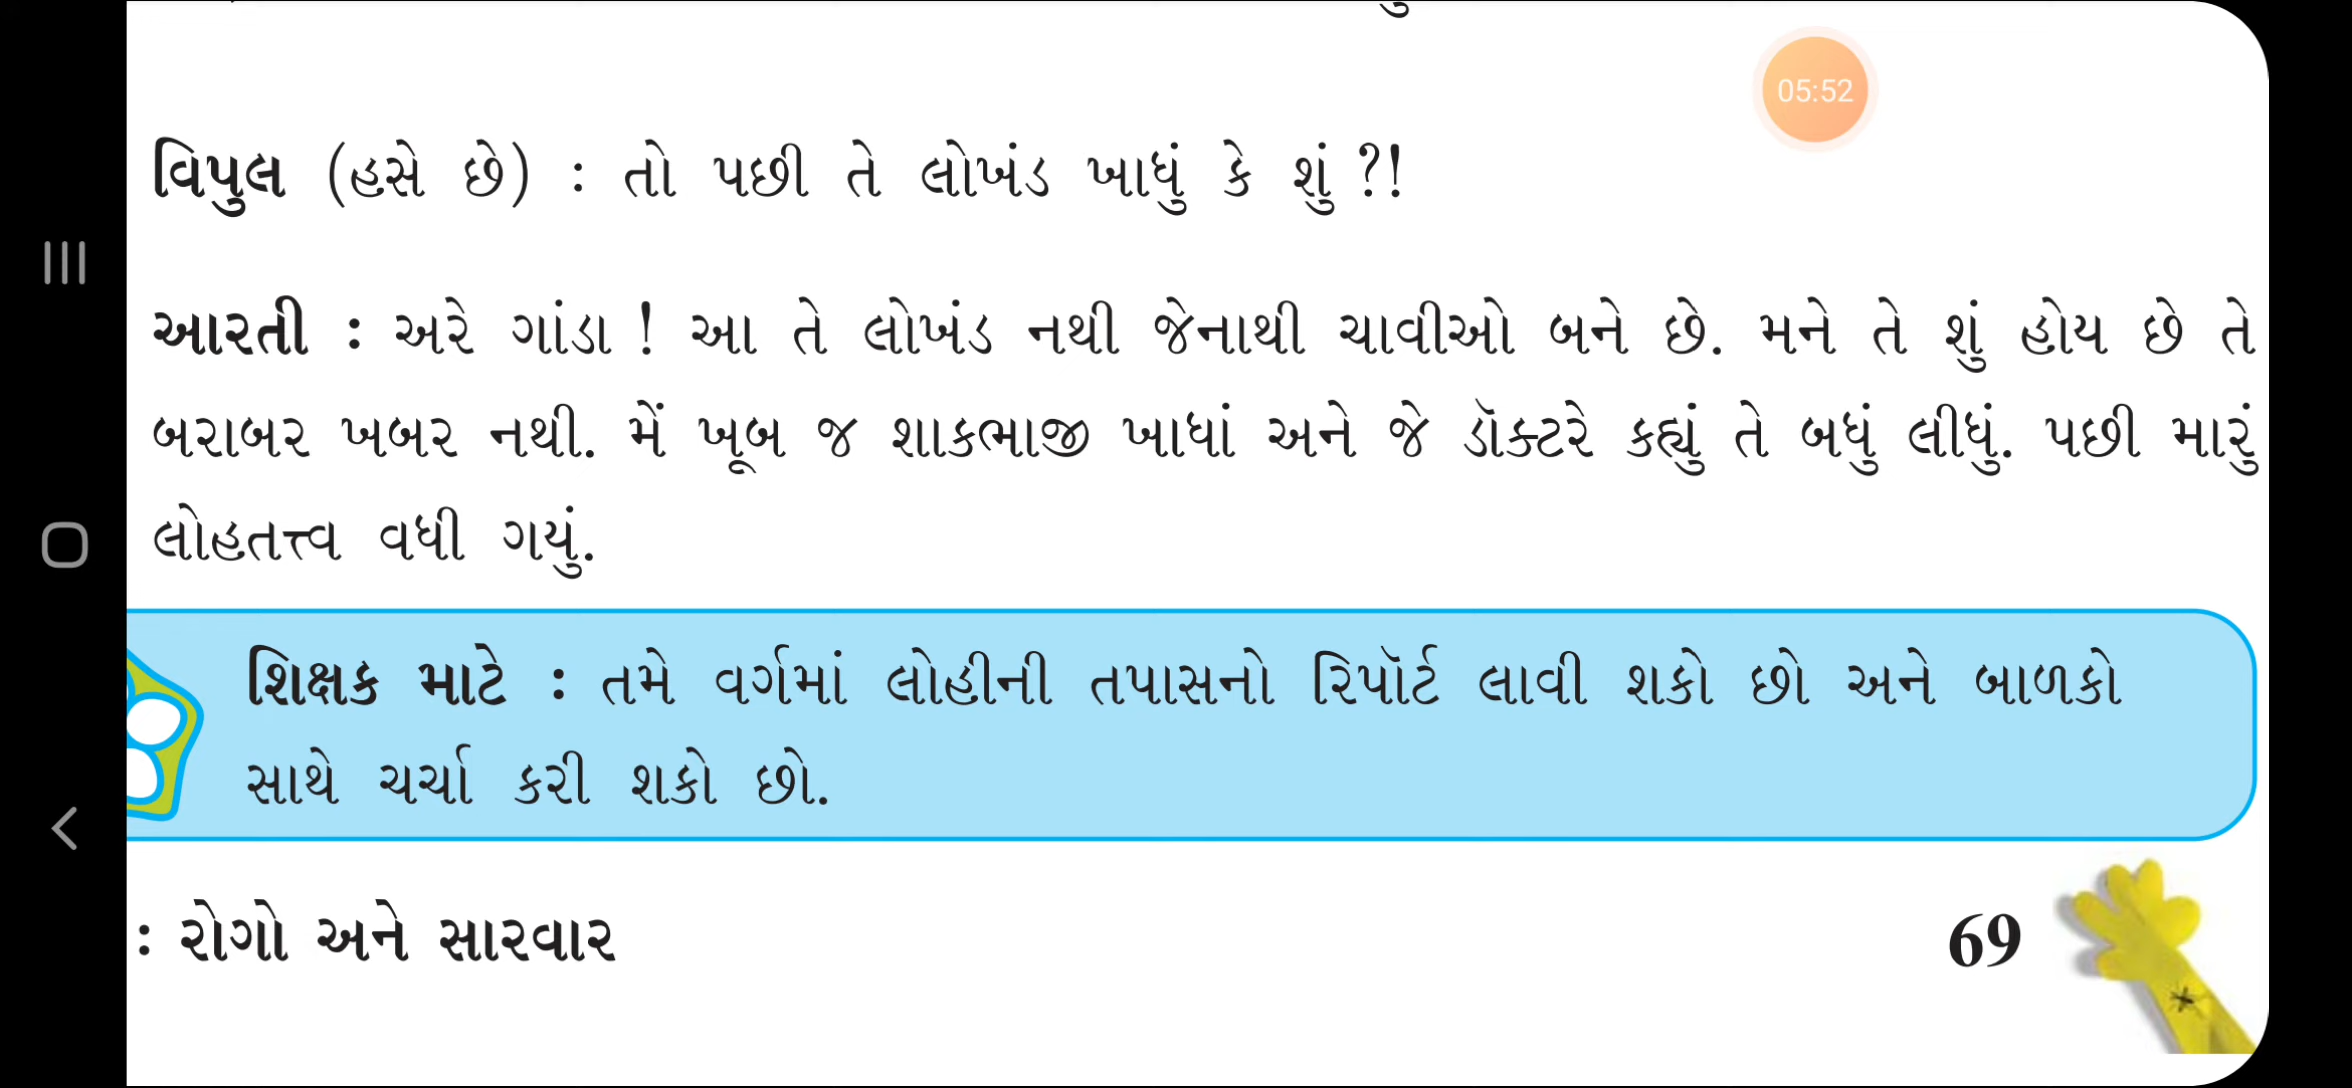 05:52
વિપુલ (હસે છે) : તો પછી તે લોખંડ ખાધું કે શું ?!
આરતી : અરે ગાંડા ! આ તે લોખંડ નથી જેનાથી ચાવીઓ બને છે. મને તે શું હોય છે તે
બરાબર ખબર નથી. મેં ખૂબ જ શાકભાજી ખાધાં અને જે ડૉક્ટરે કહ્યું તે બધું લીધું. પછી મારું
લોહતત્ત્વ વધી ગયું.
શિક્ષક માટે : તમે વર્ગમાં લોહીની તપાસનો રિપૉર્ટ લાવી શકો છો અને બાળકો
સાથે ચર્ચા કરી શકો છો.
: રોગો અને સારવાર
69